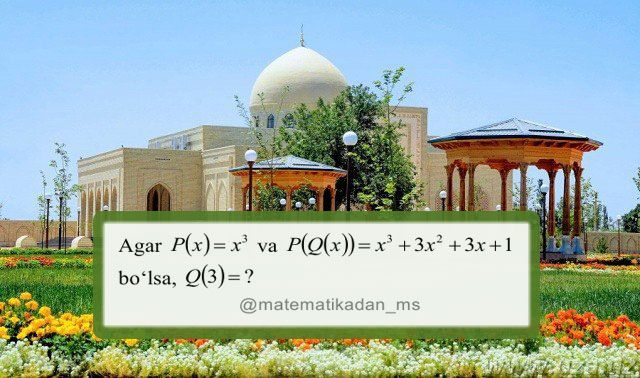 Agar P(x) = x³ va P(Q(x)) = x³ + 3x² + 3x + 1
bo‘lsa, Q(3) = ?
@matematikadan_ms